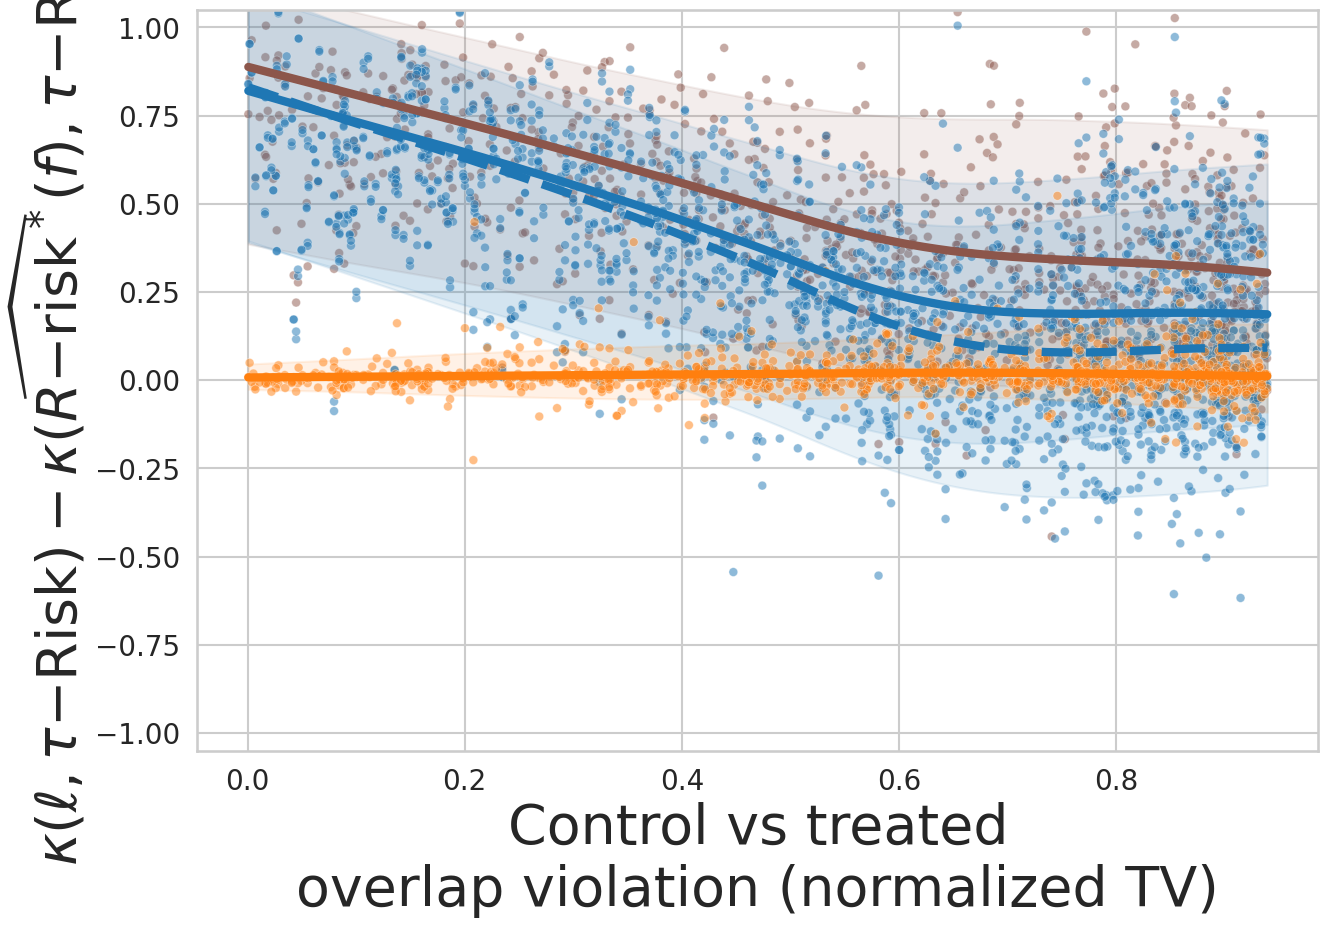 κ(ℓ, τ−Risk) − κ(R−risk^* (f), τ−R
1.00
0.75
0.50
0.25
0.00
−0.25
−0.50
−0.75
−1.00
0.0 0.2 0.4 0.6 0.8
Control vs treated
overlap violation (normalized TV)